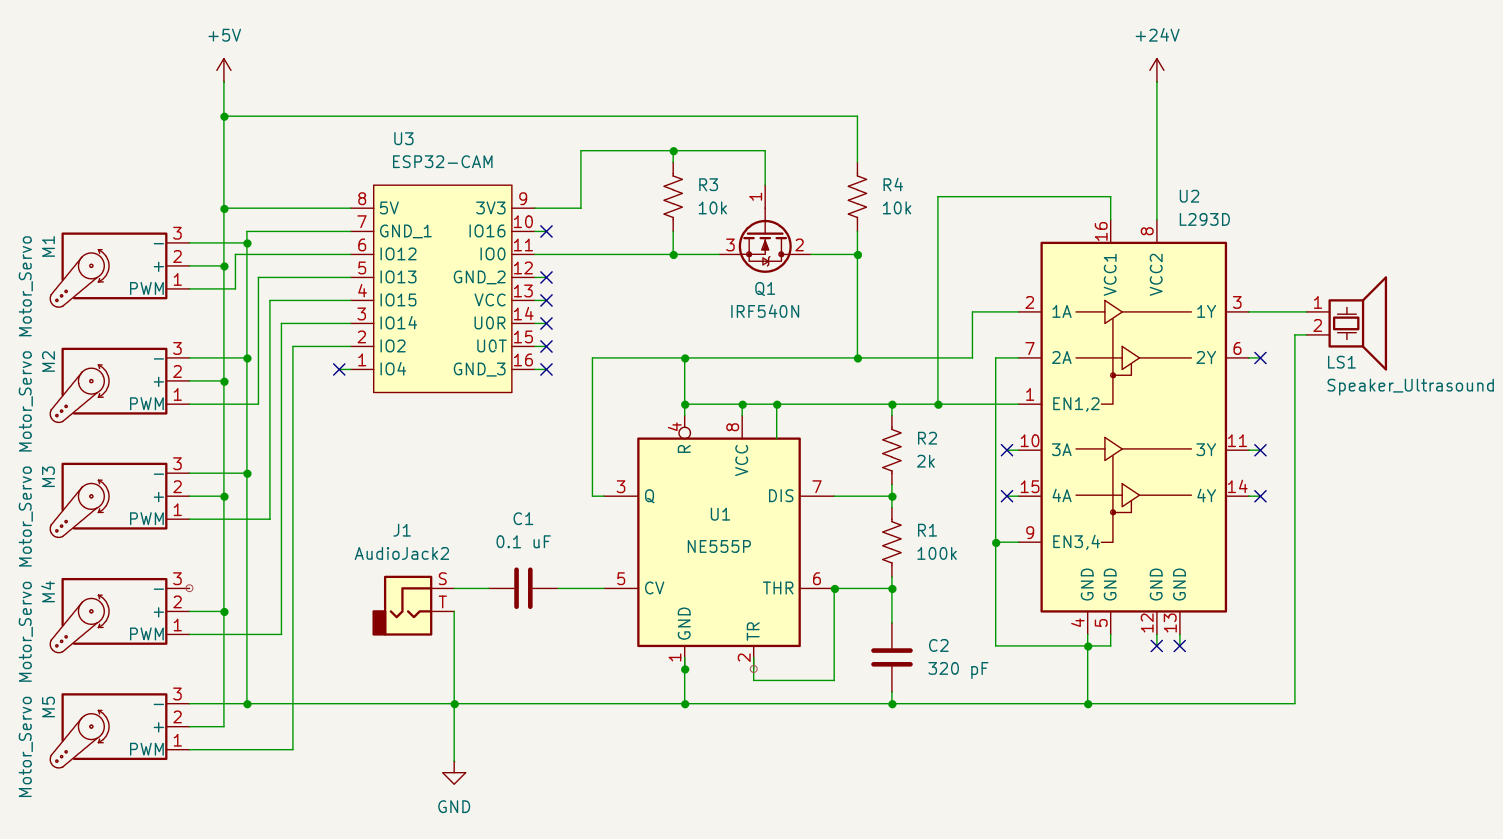 +5V
+24V
U3
ESP32-CAM
8 5V
7 GND_1
6 IO12
5 IO13
4 IO15
3 IO14
2 IO2
1 IO4
3V3 9
IO16 10
IO0 11
GND_2 12
VCC 13
U0R 14
U0T 15
GND_3 16
R3
10k
1
3 2
Q1
IRF540N
R4
10k
U2
L293D
16 8
VCC1 VCC2
2 1A 1Y 3
7 2A 2Y 6
1 EN1,2
10 3A 3Y 11
15 4A 4Y 14
9 EN3,4
GND GND GND GND
4 5 12 13
1
2
LS1
Speaker_Ultrasound
M1
Motor_Servo
- 3
+ 2
PWM 1
M2
Motor_Servo
- 3
+ 2
PWM 1
M3
Motor_Servo
- 3
+ 2
PWM 1
M4
Motor_Servo
- 3
+ 2
PWM 1
M5
Motor_Servo
- 3
+ 2
PWM 1
4 8
R VCC
3 Q DIS 7
U1
NE555P
5 CV THR 6
GND TR
1 2
R2
2k
R1
100k
C2
320 pF
C1
0.1 uF
J1
AudioJack2
S
T
GND